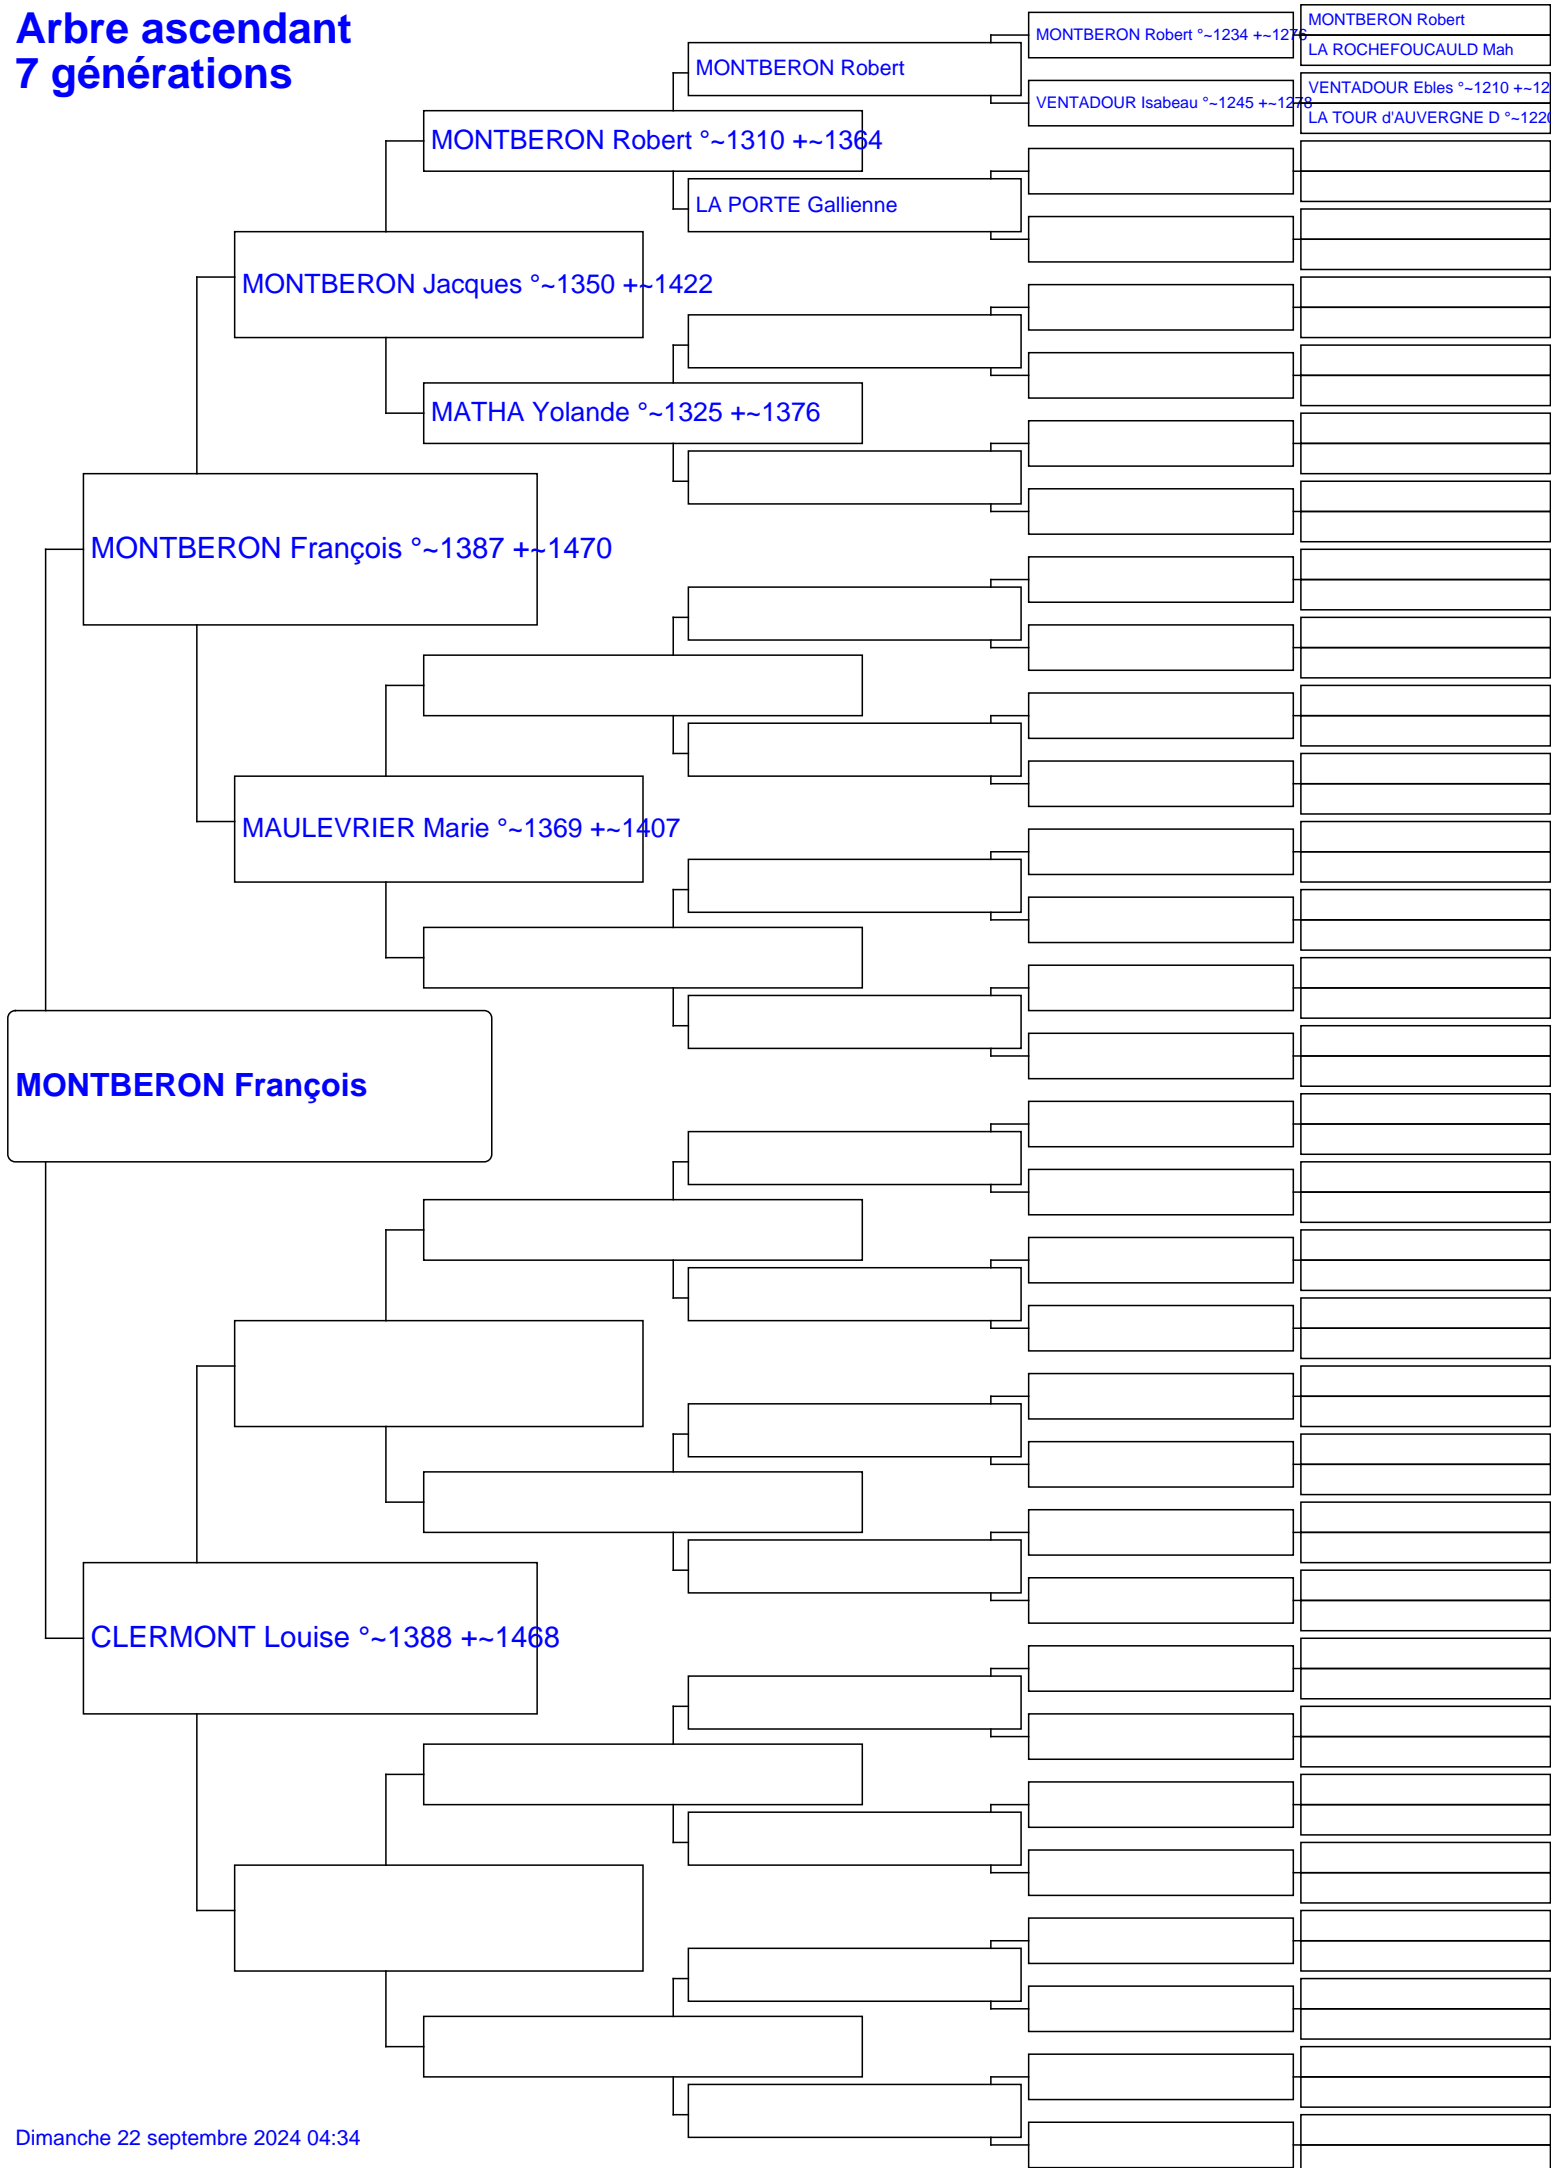 Arbre ascendant
7 générations
MONTBERON Robert
MONTBERON Robert °~1234 +~1276
LA ROCHEFOUCAULD Mah
MONTBERON Robert
VENTADOUR Ebles °~1210 +~12
VENTADOUR Isabeau °~1245 +~1278
LA TOUR d'AUVERGNE D °~1220
MONTBERON Robert °~1310 +~1364
LA PORTE Gallienne
MONTBERON Jacques °~1350 +~1422
MATHA Yolande °~1325 +~1376
MONTBERON François °~1387 +~1470
MAULEVRIER Marie °~1369 +~1407
MONTBERON François
CLERMONT Louise °~1388 +~1468
Dimanche 22 septembre 2024 04:34